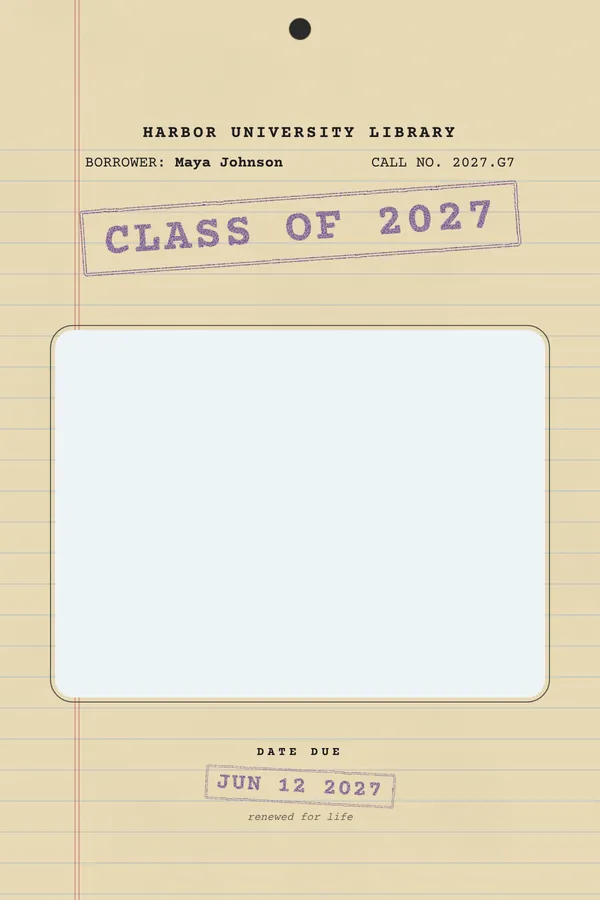 HARBOR UNIVERSITY LIBRARY
BORROWER: Maya Johnson CALL NO. 2027.G7
CLASS OF 2027
DATE DUE
JUN 12 2027
renewed for life